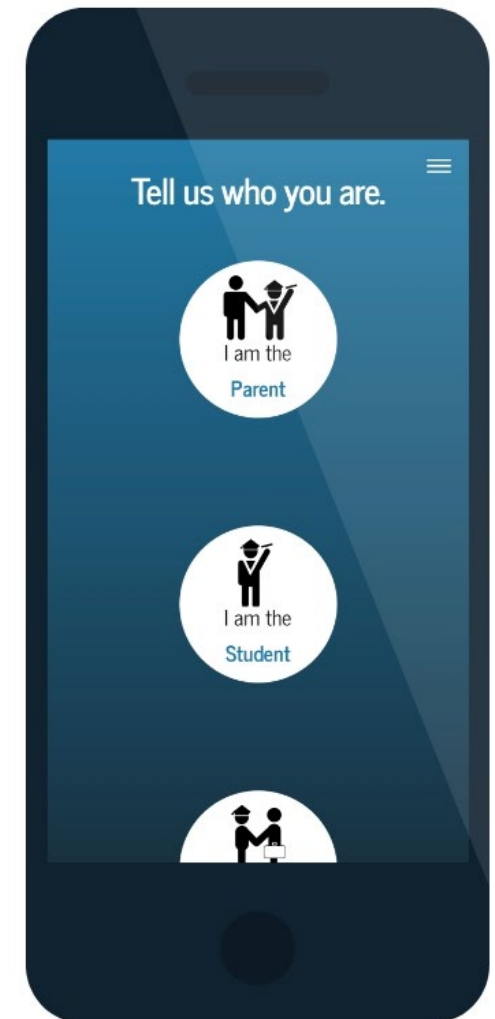 Tell us who you are.
I am the
Parent
I am the
Student